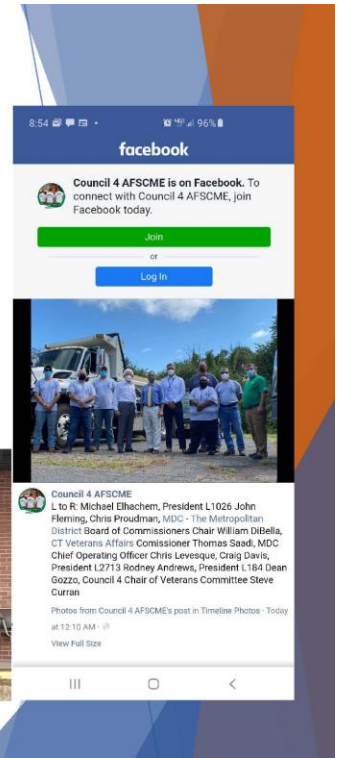 8:54
96%
facebook
Council 4 AFSCME is on Facebook. To
connect with Council 4 AFSCME, join
Facebook today.
Join
or
Log In
Council 4 AFSCME
L to R: Michael Elhachem, President L1026 John
Fleming, Chris Proudman, MDC - The Metropolitan
District Board of Commissioners Chair William DiBella,
CT Veterans Affairs Comissioner Thomas Saadi, MDC
Chief Operating Officer Chris Levesque, Craig Davis,
President L2713 Rodney Andrews, President L184 Dean
Gozzo, Council 4 Chair of Veterans Committee Steve
Curran
Photos from Council 4 AFSCME's post in Timeline Photos · Today
at 12:10 AM ·
View Full Size